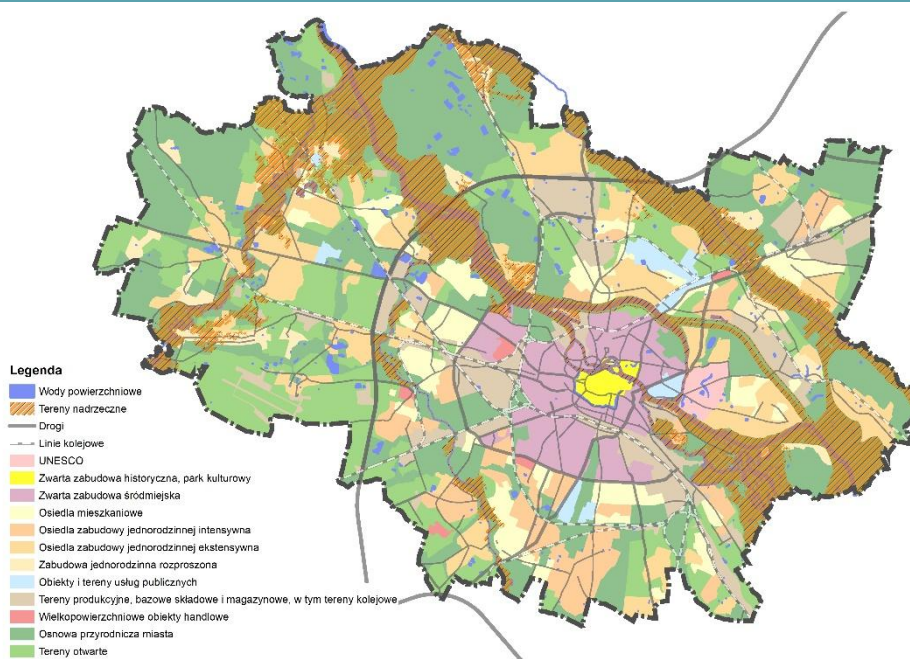 Legenda
Wody powierzchniowe
Tereny nadrzeczne
Drogi
Linie kolejowe
UNESCO
Zwarta zabudowa historyczna, park kulturowy
Zwarta zabudowa śródmiejska
Osiedla mieszkaniowe
Osiedla zabudowy jednorodzinnej intensywna
Osiedla zabudowy jednorodzinnej ekstensywna
Zabudowa jednorodzinna rozproszona
Obiekty i tereny usług publicznych
Tereny produkcyjne, bazowe składowe i magazynowe, w tym tereny kolejowe
Wielkopowierzchniowe obiekty handlowe
Osnowa przyrodnicza miasta
Tereny otwarte